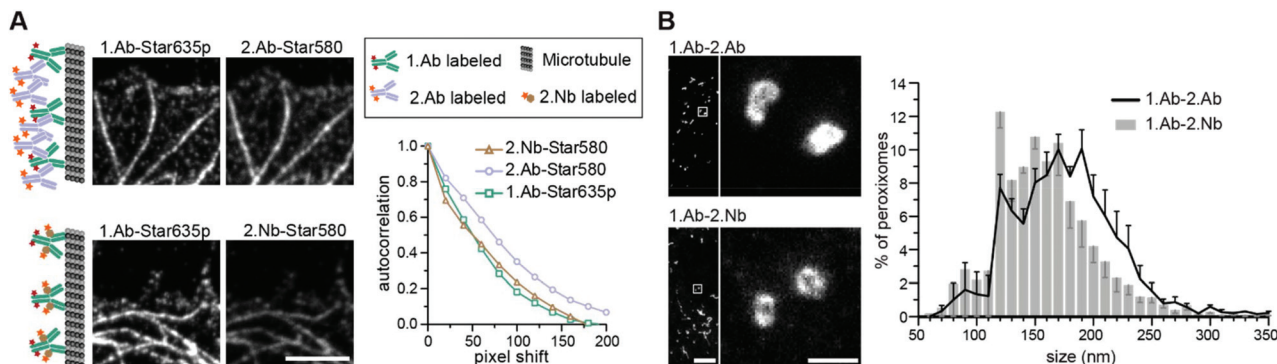 A
1.Ab-Star635p
2.Ab-Star580
1.Ab labeled
Microtubule
2.Ab labeled
2.Nb labeled
1.Ab-Star635p
2.Nb-Star580
autocorrelation
1.0
0.8
0.6
0.4
0.2
0.0
2.Nb-Star580
2.Ab-Star580
1.Ab-Star635p
0 50 100 150 200
pixel shift
B
1.Ab-2.Ab
1.Ab-2.Nb
% of peroxixomes
14
12
10
8
6
4
2
0
1.Ab-2.Ab
1.Ab-2.Nb
50 100 150 200 250 300 350
size (nm)